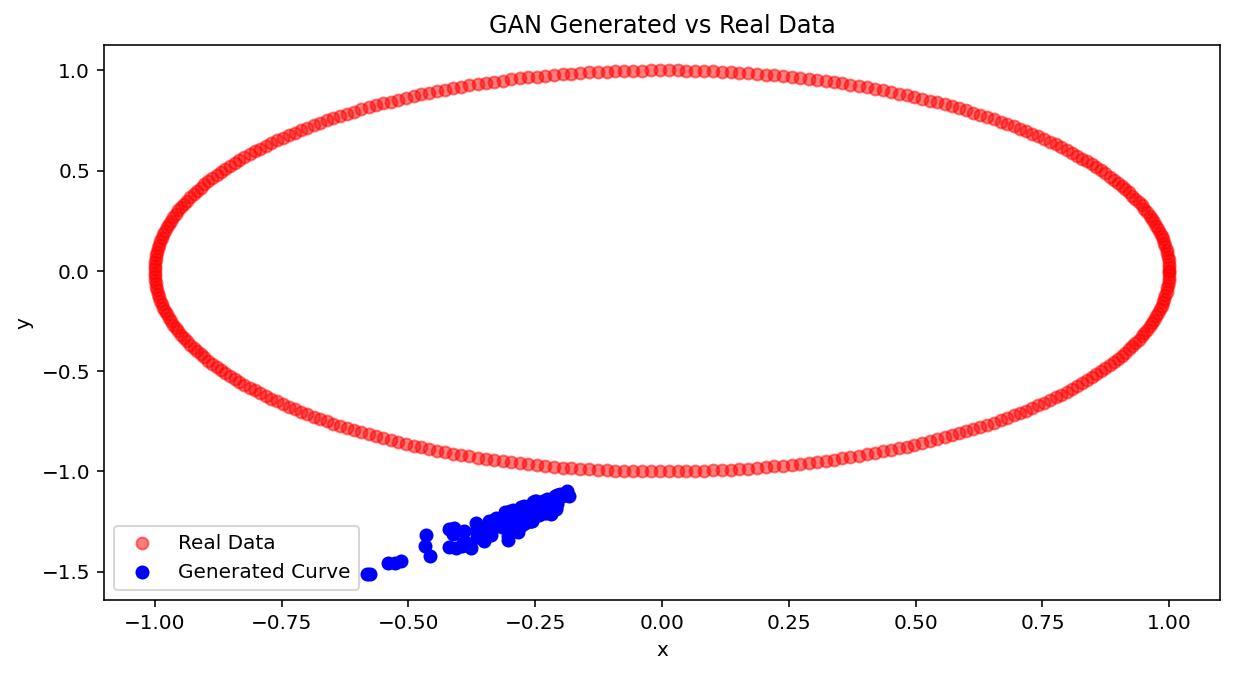 GAN Generated vs Real Data
1.0
0.5
0.0
−0.5
−1.0
−1.5
y
Real Data
Generated Curve
−1.00 −0.75 −0.50 −0.25 0.00 0.25 0.50 0.75 1.00
x